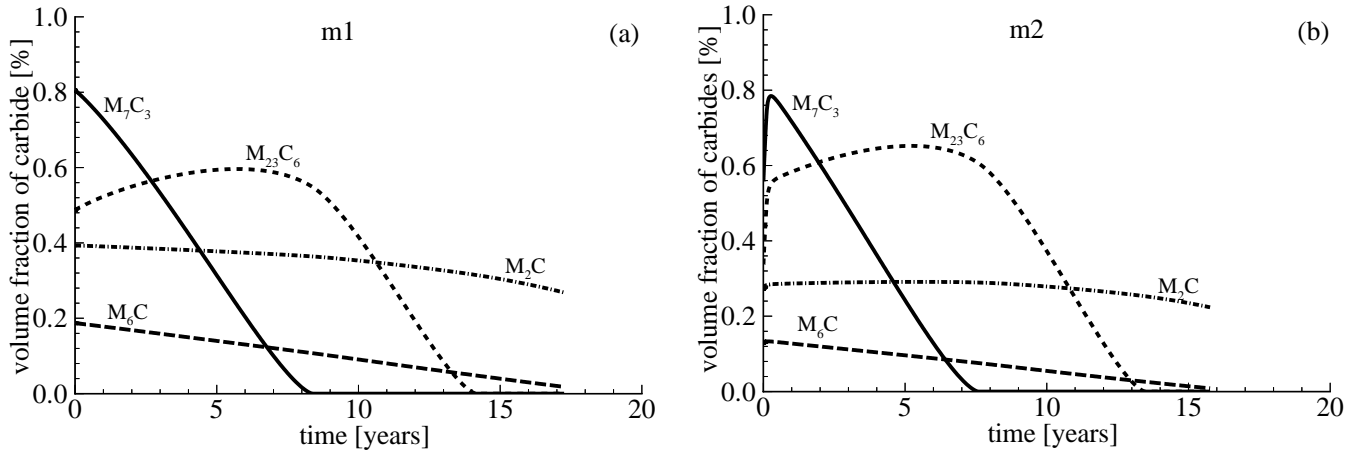 m1
(a)
volume fraction of carbide [%]
1.0
0.8
0.6
0.4
0.2
0.0
M₇C₃
M₂₃C₆
M₂C
M₆C
0 5 10 15 20
time [years]
m2
(b)
volume fraction of carbides [%]
1.0
0.8
0.6
0.4
0.2
0.0
M₇C₃
M₂₃C₆
M₂C
M₆C
0 5 10 15 20
time [years]